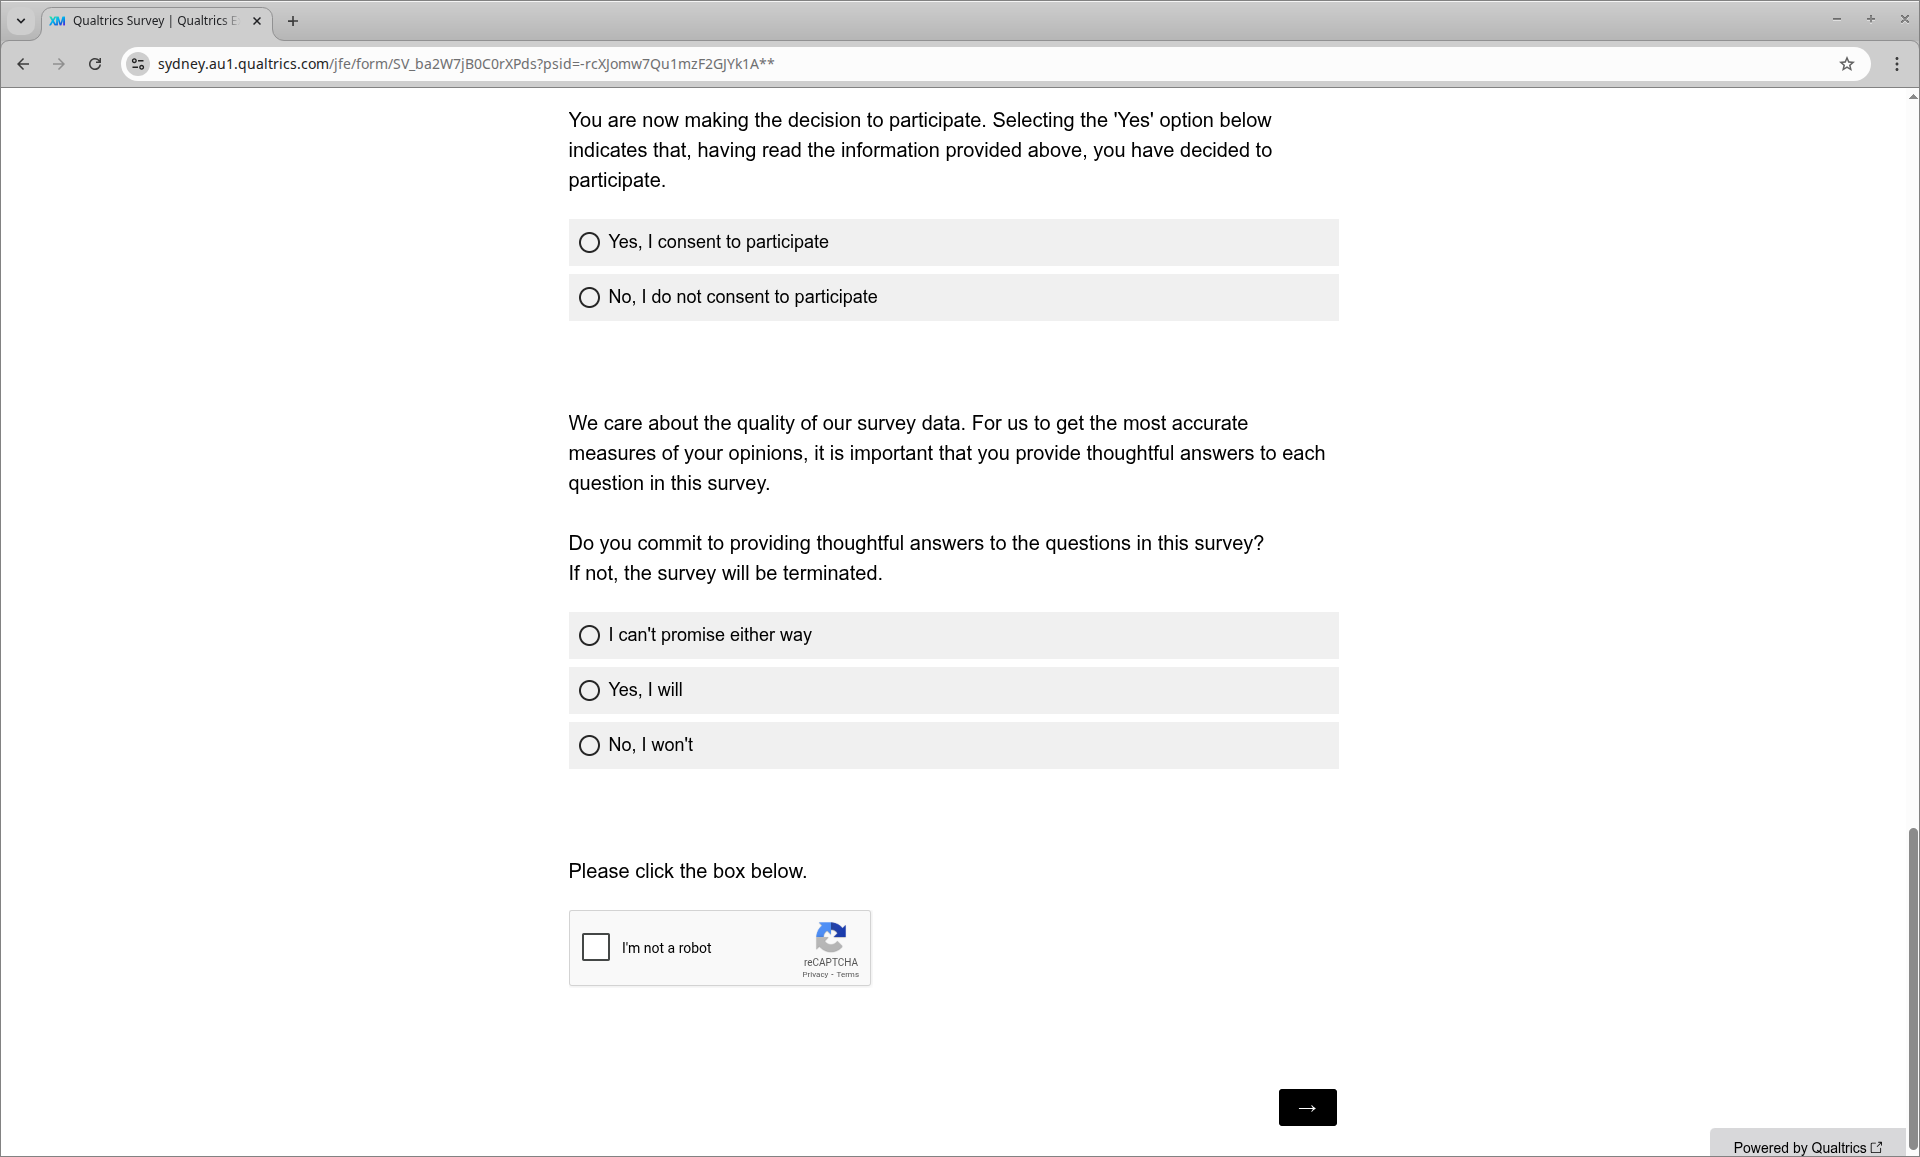 Qualtrics Survey | Qualtrics E
sydney.au1.qualtrics.com/jfe/form/SV_ba2W7jB0C0rXPds?psid=-rcXJomw7Qu1mzF2GJYk1A**
You are now making the decision to participate. Selecting the 'Yes' option below
indicates that, having read the information provided above, you have decided to
participate.
Yes, I consent to participate
No, I do not consent to participate
We care about the quality of our survey data. For us to get the most accurate
measures of your opinions, it is important that you provide thoughtful answers to each
question in this survey.
Do you commit to providing thoughtful answers to the questions in this survey?
If not, the survey will be terminated.
I can't promise either way
Yes, I will
No, I won't
Please click the box below.
I'm not a robot
reCAPTCHA
Privacy - Terms
→
Powered by Qualtrics